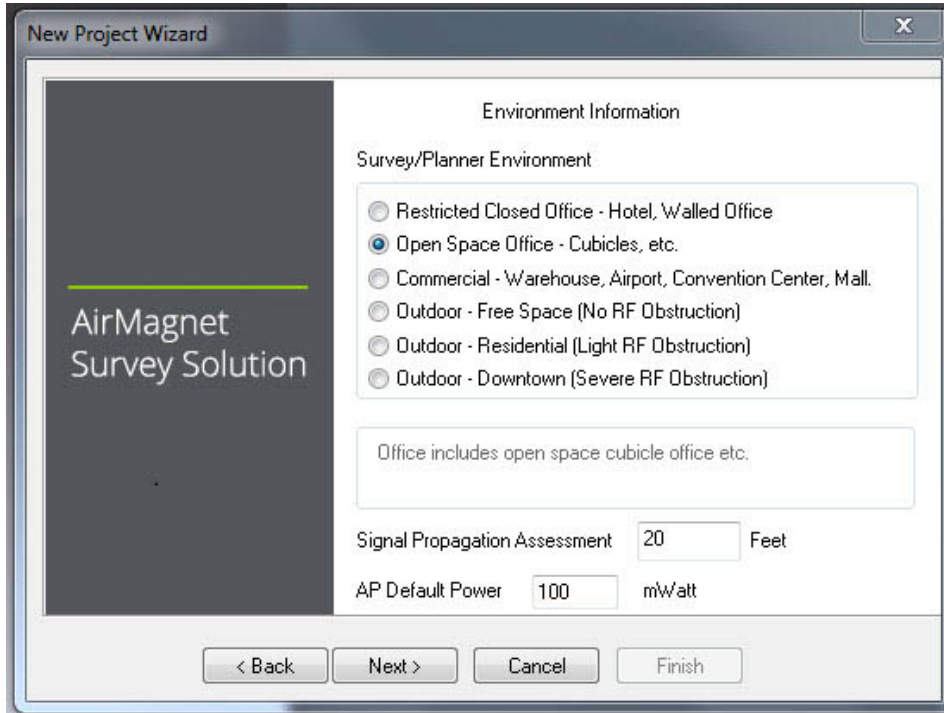 New Project Wizard
X
Environment Information
Survey/Planner Environment
Restricted Closed Office - Hotel, Walled Office
Open Space Office - Cubicles, etc.
Commercial - Warehouse, Airport, Convention Center, Mall.
Outdoor - Free Space (No RF Obstruction)
Outdoor - Residential (Light RF Obstruction)
Outdoor - Downtown (Severe RF Obstruction)
AirMagnet
Survey Solution
Office includes open space cubicle office etc.
Signal Propagation Assessment 20 Feet
AP Default Power 100 mWatt
< Back Next > Cancel Finish